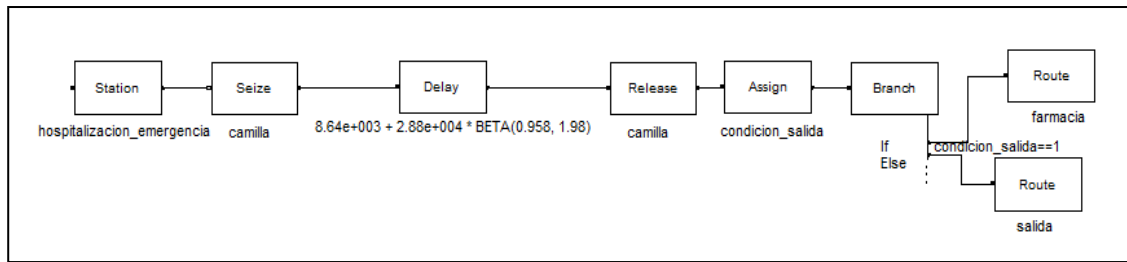 Station
hospitalizacion_emergencia
Seize
camilla
Delay
8.64e+003 + 2.88e+004 * BETA(0.958, 1.98)
Release
camilla
Assign
condicion_salida
Branch
If
Else
condicion_salida==1
Route
farmacia
Route
salida